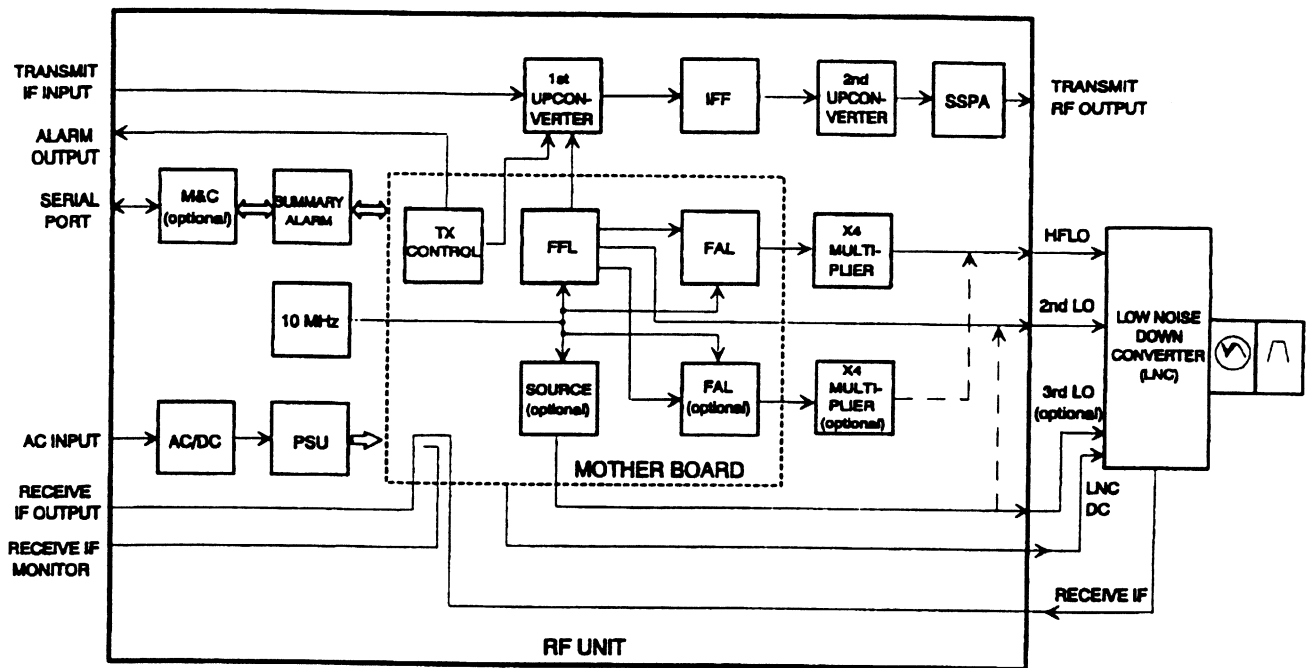 TRANSMIT
IF INPUT
1st
UPCON-
VERTER
IFF
2nd
UPCON-
VERTER
SSPA
TRANSMIT
RF OUTPUT
ALARM
OUTPUT
SERIAL
PORT
M&C
(optional)
SUMMARY
ALARM
TX
CONTROL
FFL
FAL
X4
MULTI-
PLIER
HFLO
10 MHz
2nd LO
LOW NOISE
DOWN
CONVERTER
(LNC)
SOURCE
(optional)
FAL
(optional)
X4
MULTI-
PLIER
(optional)
3rd LO
(optional)
AC INPUT
AC/DC
PSU
MOTHER BOARD
LNC
DC
RECEIVE
IF OUTPUT
RECEIVE IF
MONITOR
RECEIVE IF
RF UNIT